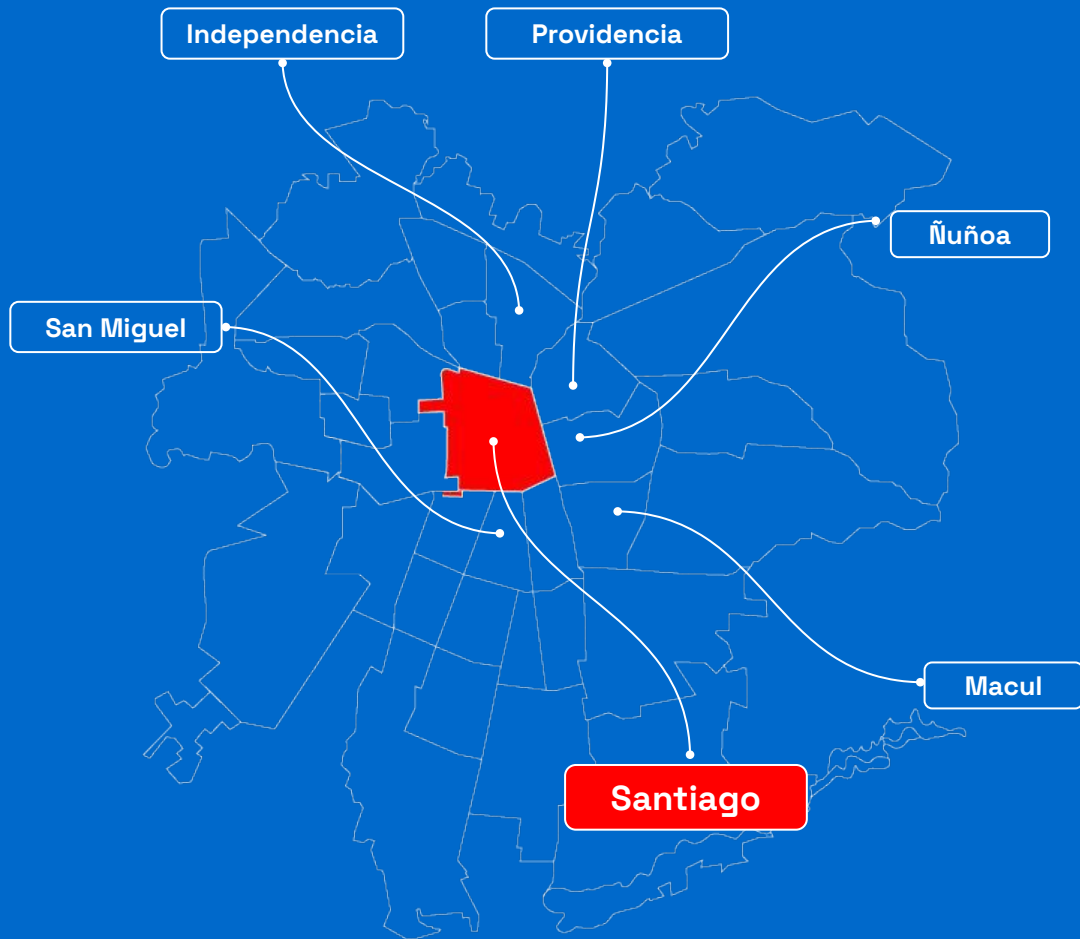 Independencia
Providencia
Ñuñoa
San Miguel
Macul
Santiago